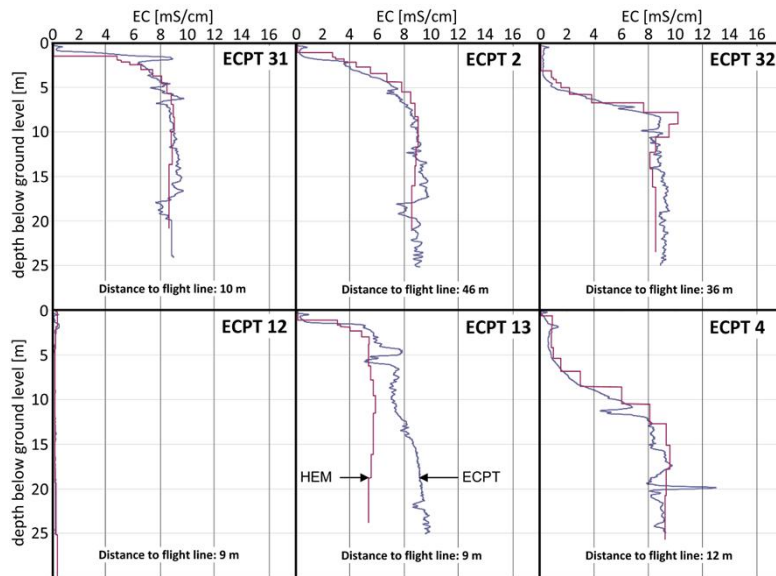 EC [mS/cm] EC [mS/cm] EC [mS/cm]
0 2 4 6 8 10 12 14 16 0 2 4 6 8 10 12 14 16 0 2 4 6 8 10 12 14 16
depth below ground level [m]
0
5
10
15
20
25
ECPT 31
Distance to flight line: 10 m
ECPT 2
Distance to flight line: 46 m
ECPT 32
Distance to flight line: 36 m
depth below ground level [m]
0
5
10
15
20
25
ECPT 12
Distance to flight line: 9 m
ECPT 13
HEM
ECPT
Distance to flight line: 9 m
ECPT 4
Distance to flight line: 12 m